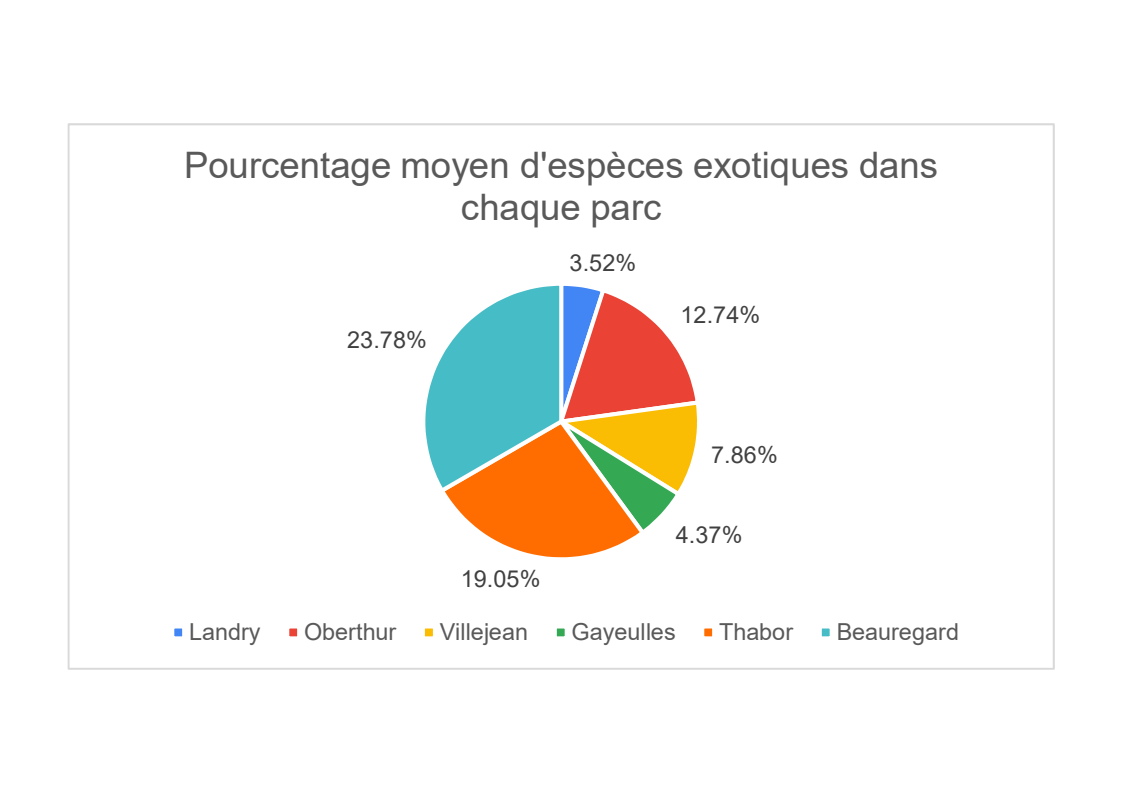 Pourcentage moyen d'espèces exotiques dans
chaque parc
3.52%
12.74%
23.78%
7.86%
4.37%
19.05%
Landry Oberthur Villejean Gayeulles Thabor Beauregard